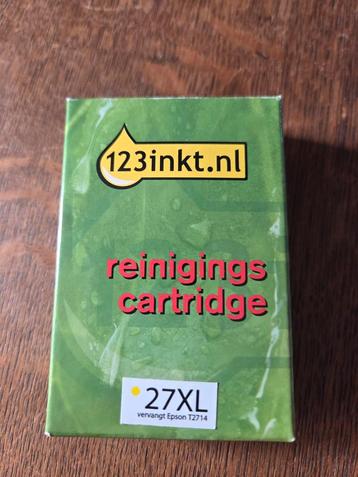 123inkt.nl
reinigings
cartridge
27XL
vervangt Epson T2714